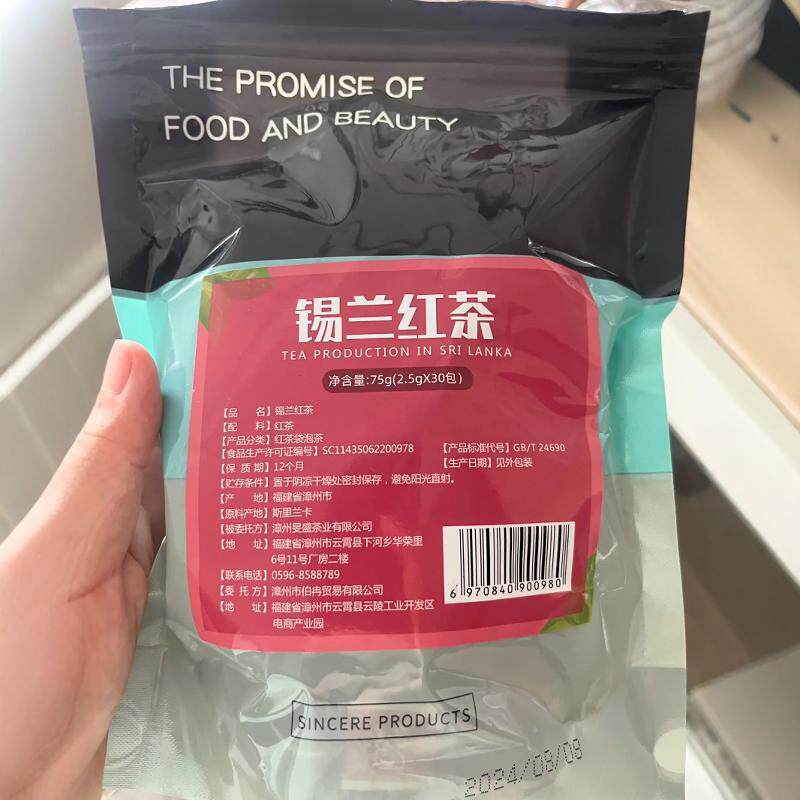 THE PROMISE OF
FOOD AND BEAUTY
锡兰红茶
TEA PRODUCTION IN SRI LANKA
净含量:75g(2.5gX30包)
【品 名】锡兰红茶
【配 料】红茶
【产品分类】红茶袋泡茶
【食品生产许可证编号】SC11435062200978 【产品标准代号】GB/T 24690
【保 质 期】12个月 【生产日期】见外包装
【贮存条件】置于阴凉干燥处密封保存，避免阳光直射。
【产 地】福建省漳州市
【原料产地】斯里兰卡
【被委托方】漳州旻盛茶业有限公司
【地 址】福建省漳州市云霄县下河乡华荣里
6号11号厂房二楼
【联系电话】0596-8588789
【委 托 方】漳州市伯冉贸易有限公司
【地 址】福建省漳州市云霄县云陵工业开发区
电商产业园
6 970840 900980
SINCERE PRODUCTS
2024/08/08